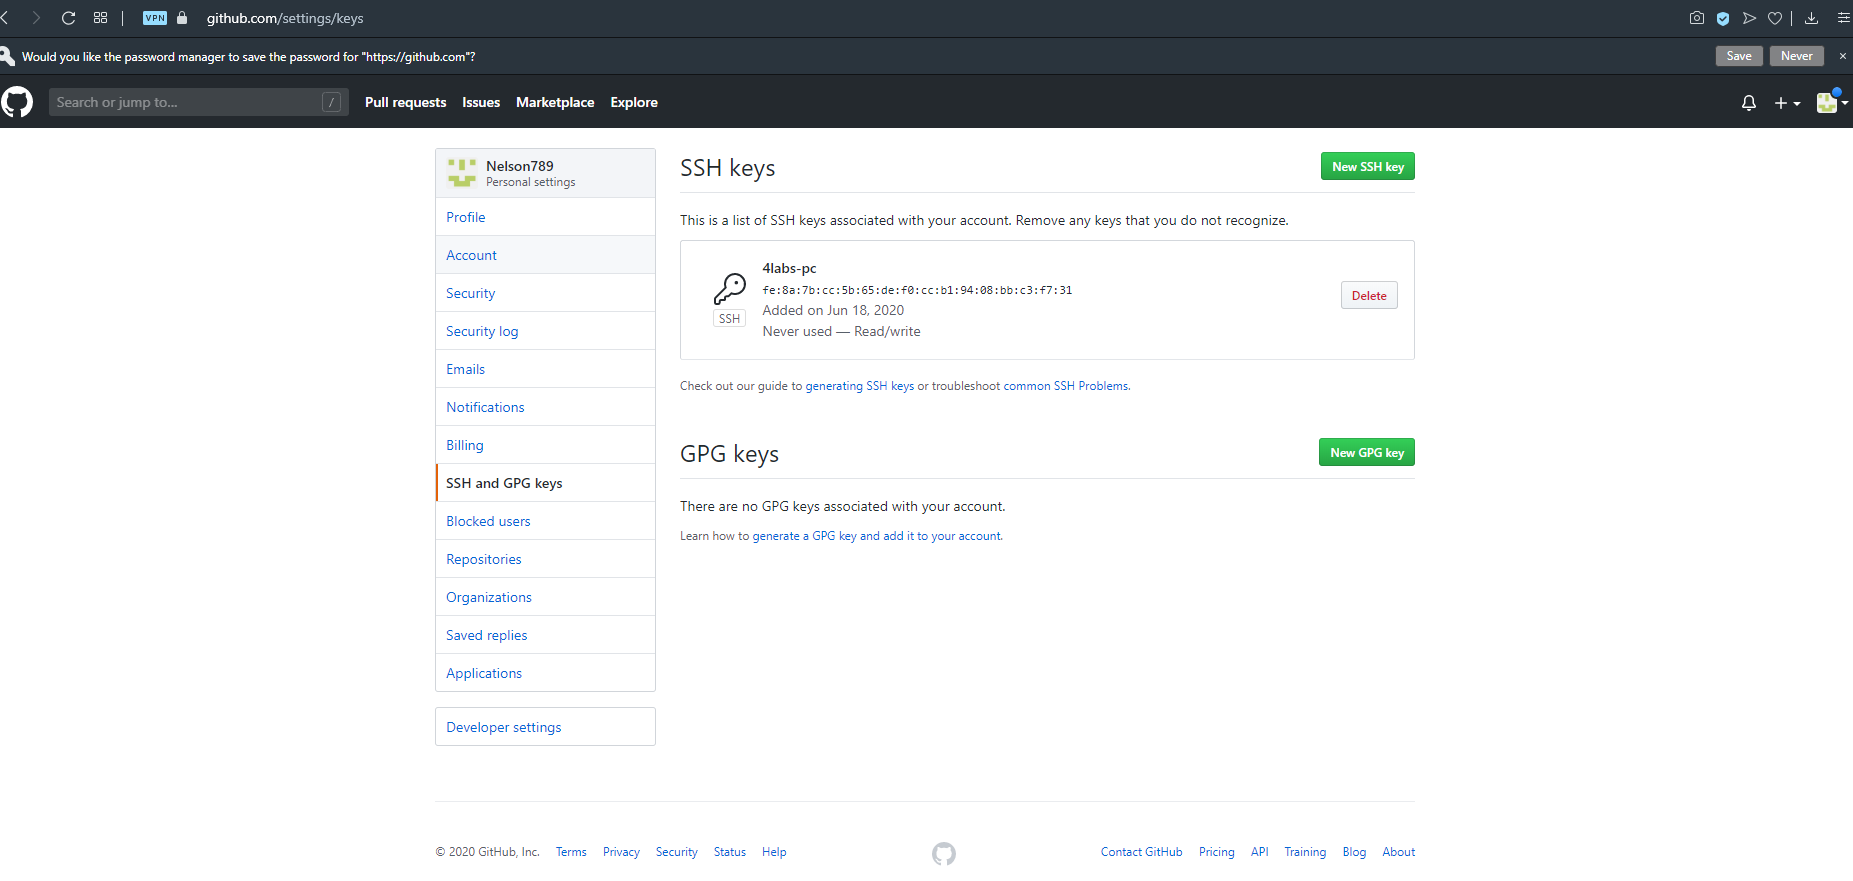 VPN github.com/settings/keys
Would you like the password manager to save the password for "https://github.com"? Save Never ×
Search or jump to... / Pull requests Issues Marketplace Explore
Nelson789
Personal settings
Profile
Account
Security
Security log
Emails
Notifications
Billing
SSH and GPG keys
Blocked users
Repositories
Organizations
Saved replies
Applications
Developer settings
SSH keys New SSH key
This is a list of SSH keys associated with your account. Remove any keys that you do not recognize.
4labs-pc
fe:8a:7b:cc:5b:65:de:f0:cc:b1:94:08:bb:c3:f7:31
Added on Jun 18, 2020
Never used — Read/write
SSH
Delete
Check out our guide to generating SSH keys or troubleshoot common SSH Problems.
GPG keys New GPG key
There are no GPG keys associated with your account.
Learn how to generate a GPG key and add it to your account.
© 2020 GitHub, Inc. Terms Privacy Security Status Help Contact GitHub Pricing API Training Blog About